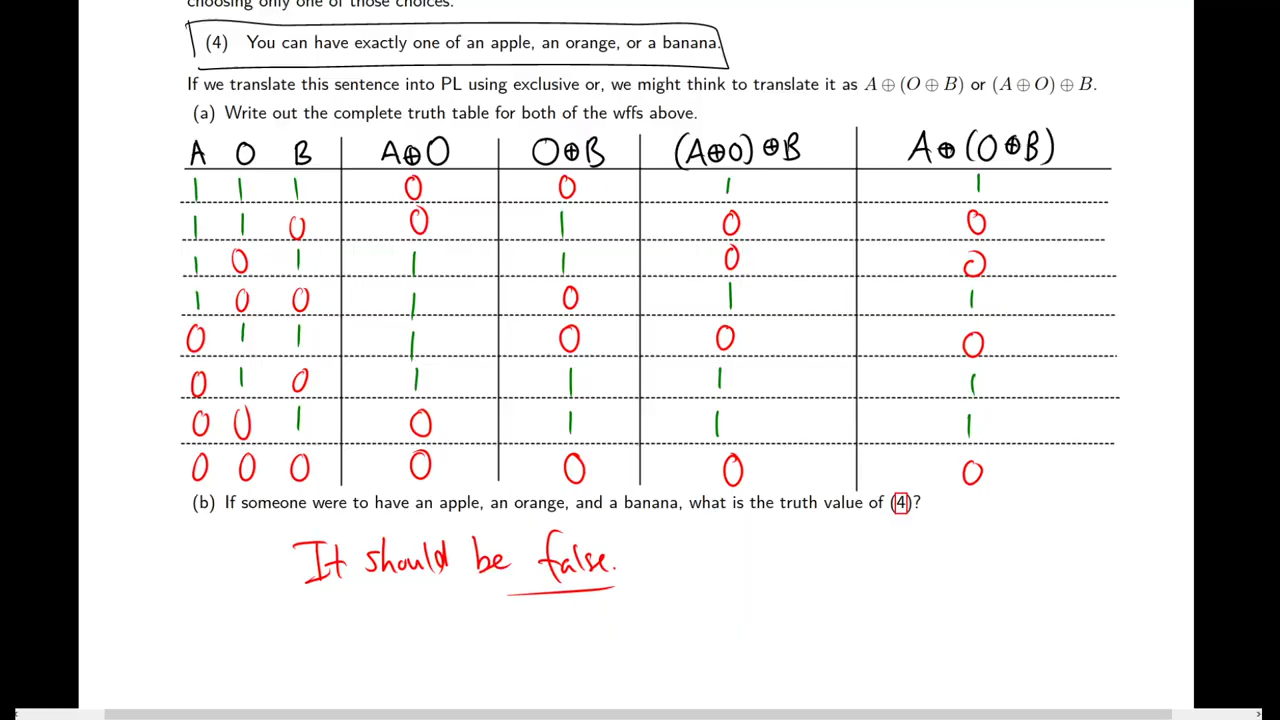 choosing only one of those choices.
(4) You can have exactly one of an apple, an orange, or a banana.
If we translate this sentence into PL using exclusive or, we might think to translate it as A ⊕ (O ⊕ B) or (A ⊕ O) ⊕ B.
(a) Write out the complete truth table for both of the wffs above.
A O B A⊕O O⊕B (A⊕O) ⊕B A⊕(O⊕B)
1 1 1 0 0 1 1
1 1 0 0 1 0 0
1 0 1 1 1 0 0
1 0 0 1 0 1 1
0 1 1 1 0 0 0
0 1 0 1 1 1 1
0 0 1 0 1 1 1
0 0 0 0 0 0 0
(b) If someone were to have an apple, an orange, and a banana, what is the truth value of (4)?
It should be false.